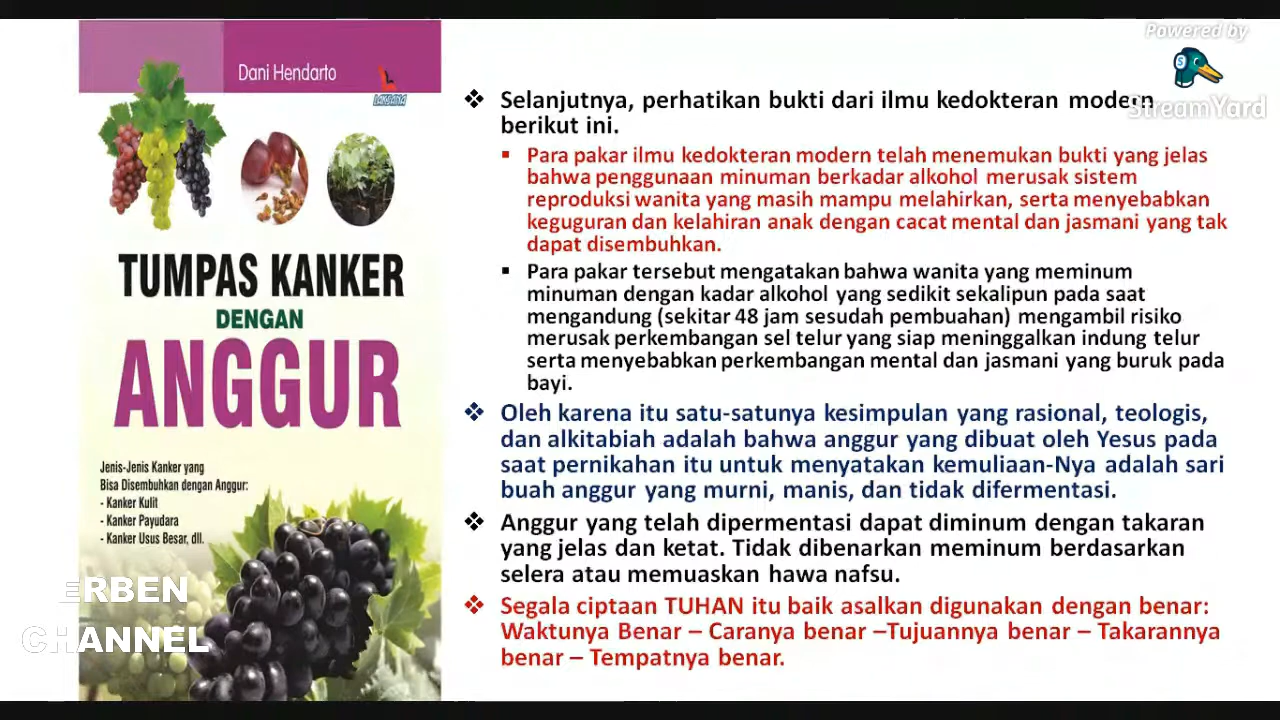 Dani Hendarto
Laksana
TUMPAS KANKER
DENGAN
ANGGUR
Jenis-Jenis Kanker yang
Bisa Disembuhkan dengan Anggur:
- Kanker Kulit
- Kanker Payudara
- Kanker Usus Besar, dll.
ERBEN
CHANNEL
Powered by
StreamYard
❖ Selanjutnya, perhatikan bukti dari ilmu kedokteran modern
berikut ini.
▪ Para pakar ilmu kedokteran modern telah menemukan bukti yang jelas
bahwa penggunaan minuman berkadar alkohol merusak sistem
reproduksi wanita yang masih mampu melahirkan, serta menyebabkan
keguguran dan kelahiran anak dengan cacat mental dan jasmani yang tak
dapat disembuhkan.
▪ Para pakar tersebut mengatakan bahwa wanita yang meminum
minuman dengan kadar alkohol yang sedikit sekalipun pada saat
mengandung (sekitar 48 jam sesudah pembuahan) mengambil risiko
merusak perkembangan sel telur yang siap meninggalkan indung telur
serta menyebabkan perkembangan mental dan jasmani yang buruk pada
bayi.
❖ Oleh karena itu satu-satunya kesimpulan yang rasional, teologis,
dan alkitabiah adalah bahwa anggur yang dibuat oleh Yesus pada
saat pernikahan itu untuk menyatakan kemuliaan-Nya adalah sari
buah anggur yang murni, manis, dan tidak difermentasi.
❖ Anggur yang telah dipermentasi dapat diminum dengan takaran
yang jelas dan ketat. Tidak dibenarkan meminum berdasarkan
selera atau memuaskan hawa nafsu.
❖ Segala ciptaan TUHAN itu baik asalkan digunakan dengan benar:
Waktunya Benar – Caranya benar –Tujuannya benar – Takarannya
benar – Tempatnya benar.